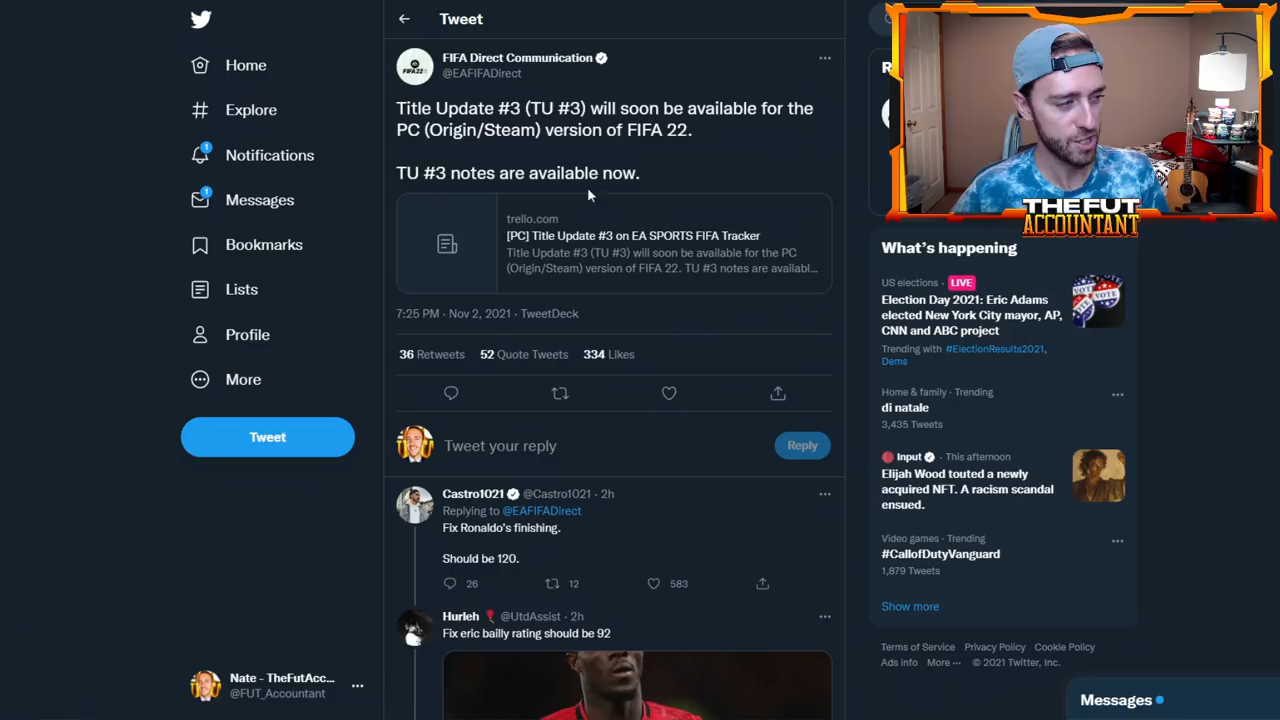 Home
Explore
1
Notifications
1
Messages
Bookmarks
Lists
Profile
More
Tweet
Nate - TheFutAcc...
@FUT_Accountant
Tweet
FIFA Direct Communication
@EAFIFADirect
Title Update #3 (TU #3) will soon be available for the
PC (Origin/Steam) version of FIFA 22.
TU #3 notes are available now.
trello.com
[PC] Title Update #3 on EA SPORTS FIFA Tracker
Title Update #3 (TU #3) will soon be available for the PC
(Origin/Steam) version of FIFA 22. TU #3 notes are availabl...
7:25 PM · Nov 2, 2021 · TweetDeck
36 Retweets 52 Quote Tweets 334 Likes
Tweet your reply
Reply
Castro1021 @Castro1021 · 2h
Replying to @EAFIFADirect
Fix Ronaldo's finishing.
Should be 120.
26 12 583
Hurleh @UtdAssist · 2h
Fix eric bailly rating should be 92
THE FUT
ACCOUNTANT
What's happening
US elections · LIVE
Election Day 2021: Eric Adams
elected New York City mayor, AP,
CNN and ABC project
Trending with #ElectionResults2021,
Dems
Home & family · Trending
di natale
3,435 Tweets
Input · This afternoon
Elijah Wood touted a newly
acquired NFT. A racism scandal
ensued.
Video games · Trending
#CallofDutyVanguard
1,879 Tweets
Show more
Terms of Service Privacy Policy Cookie Policy
Ads info More ··· © 2021 Twitter, Inc.
Messages